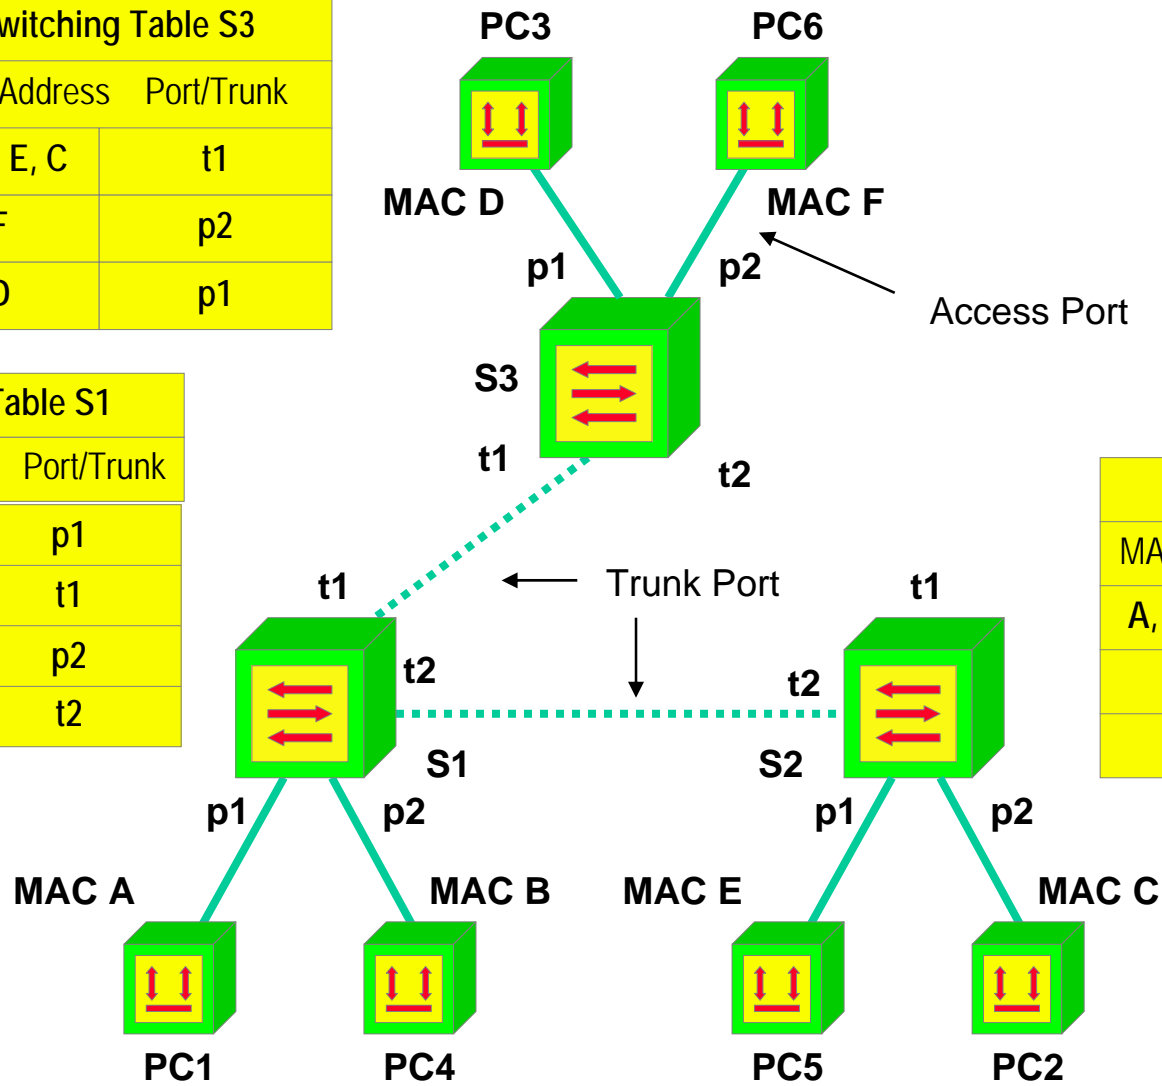 witching Table S3
Address Port/Trunk
E, C t1
p2
p1
PC3 PC6
MAC D MAC F
p1 p2
Access Port
S3
t1 t2
Table S1
Port/Trunk
p1
t1
p2
t2
MA
A,
t1 Trunk Port t1
t2 t2
S1 S2
p1 p2 p1 p2
MAC A MAC B MAC E MAC C
PC1 PC4 PC5 PC2